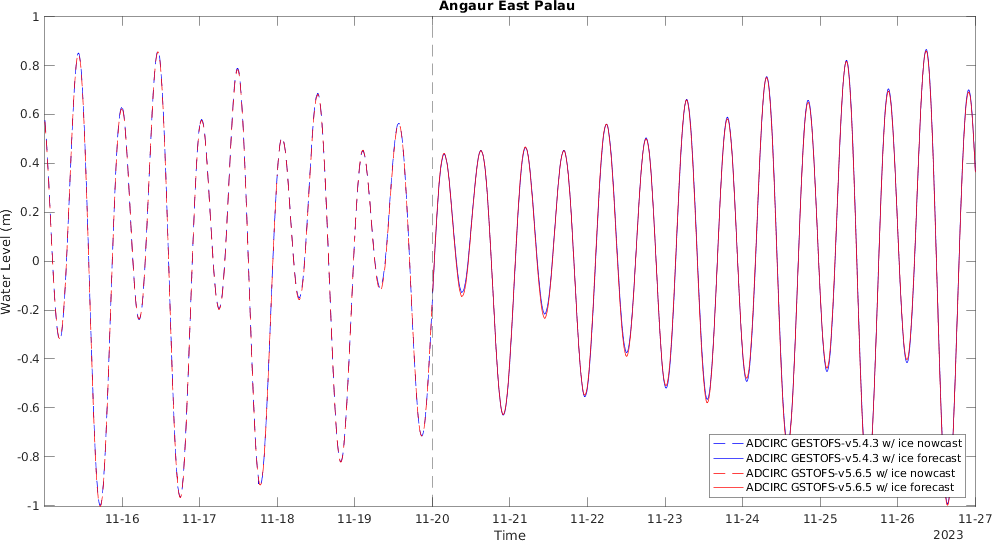 Angaur East Palau
Water Level (m)
1
0.8
0.6
0.4
0.2
0
-0.2
-0.4
-0.6
-0.8
-1
ADCIRC GESTOFS-v5.4.3 w/ ice nowcast
ADCIRC GESTOFS-v5.4.3 w/ ice forecast
ADCIRC GSTOFS-v5.6.5 w/ ice nowcast
ADCIRC GSTOFS-v5.6.5 w/ ice forecast
11-16 11-17 11-18 11-19 11-20 11-21 11-22 11-23 11-24 11-25 11-26 11-27
Time
2023